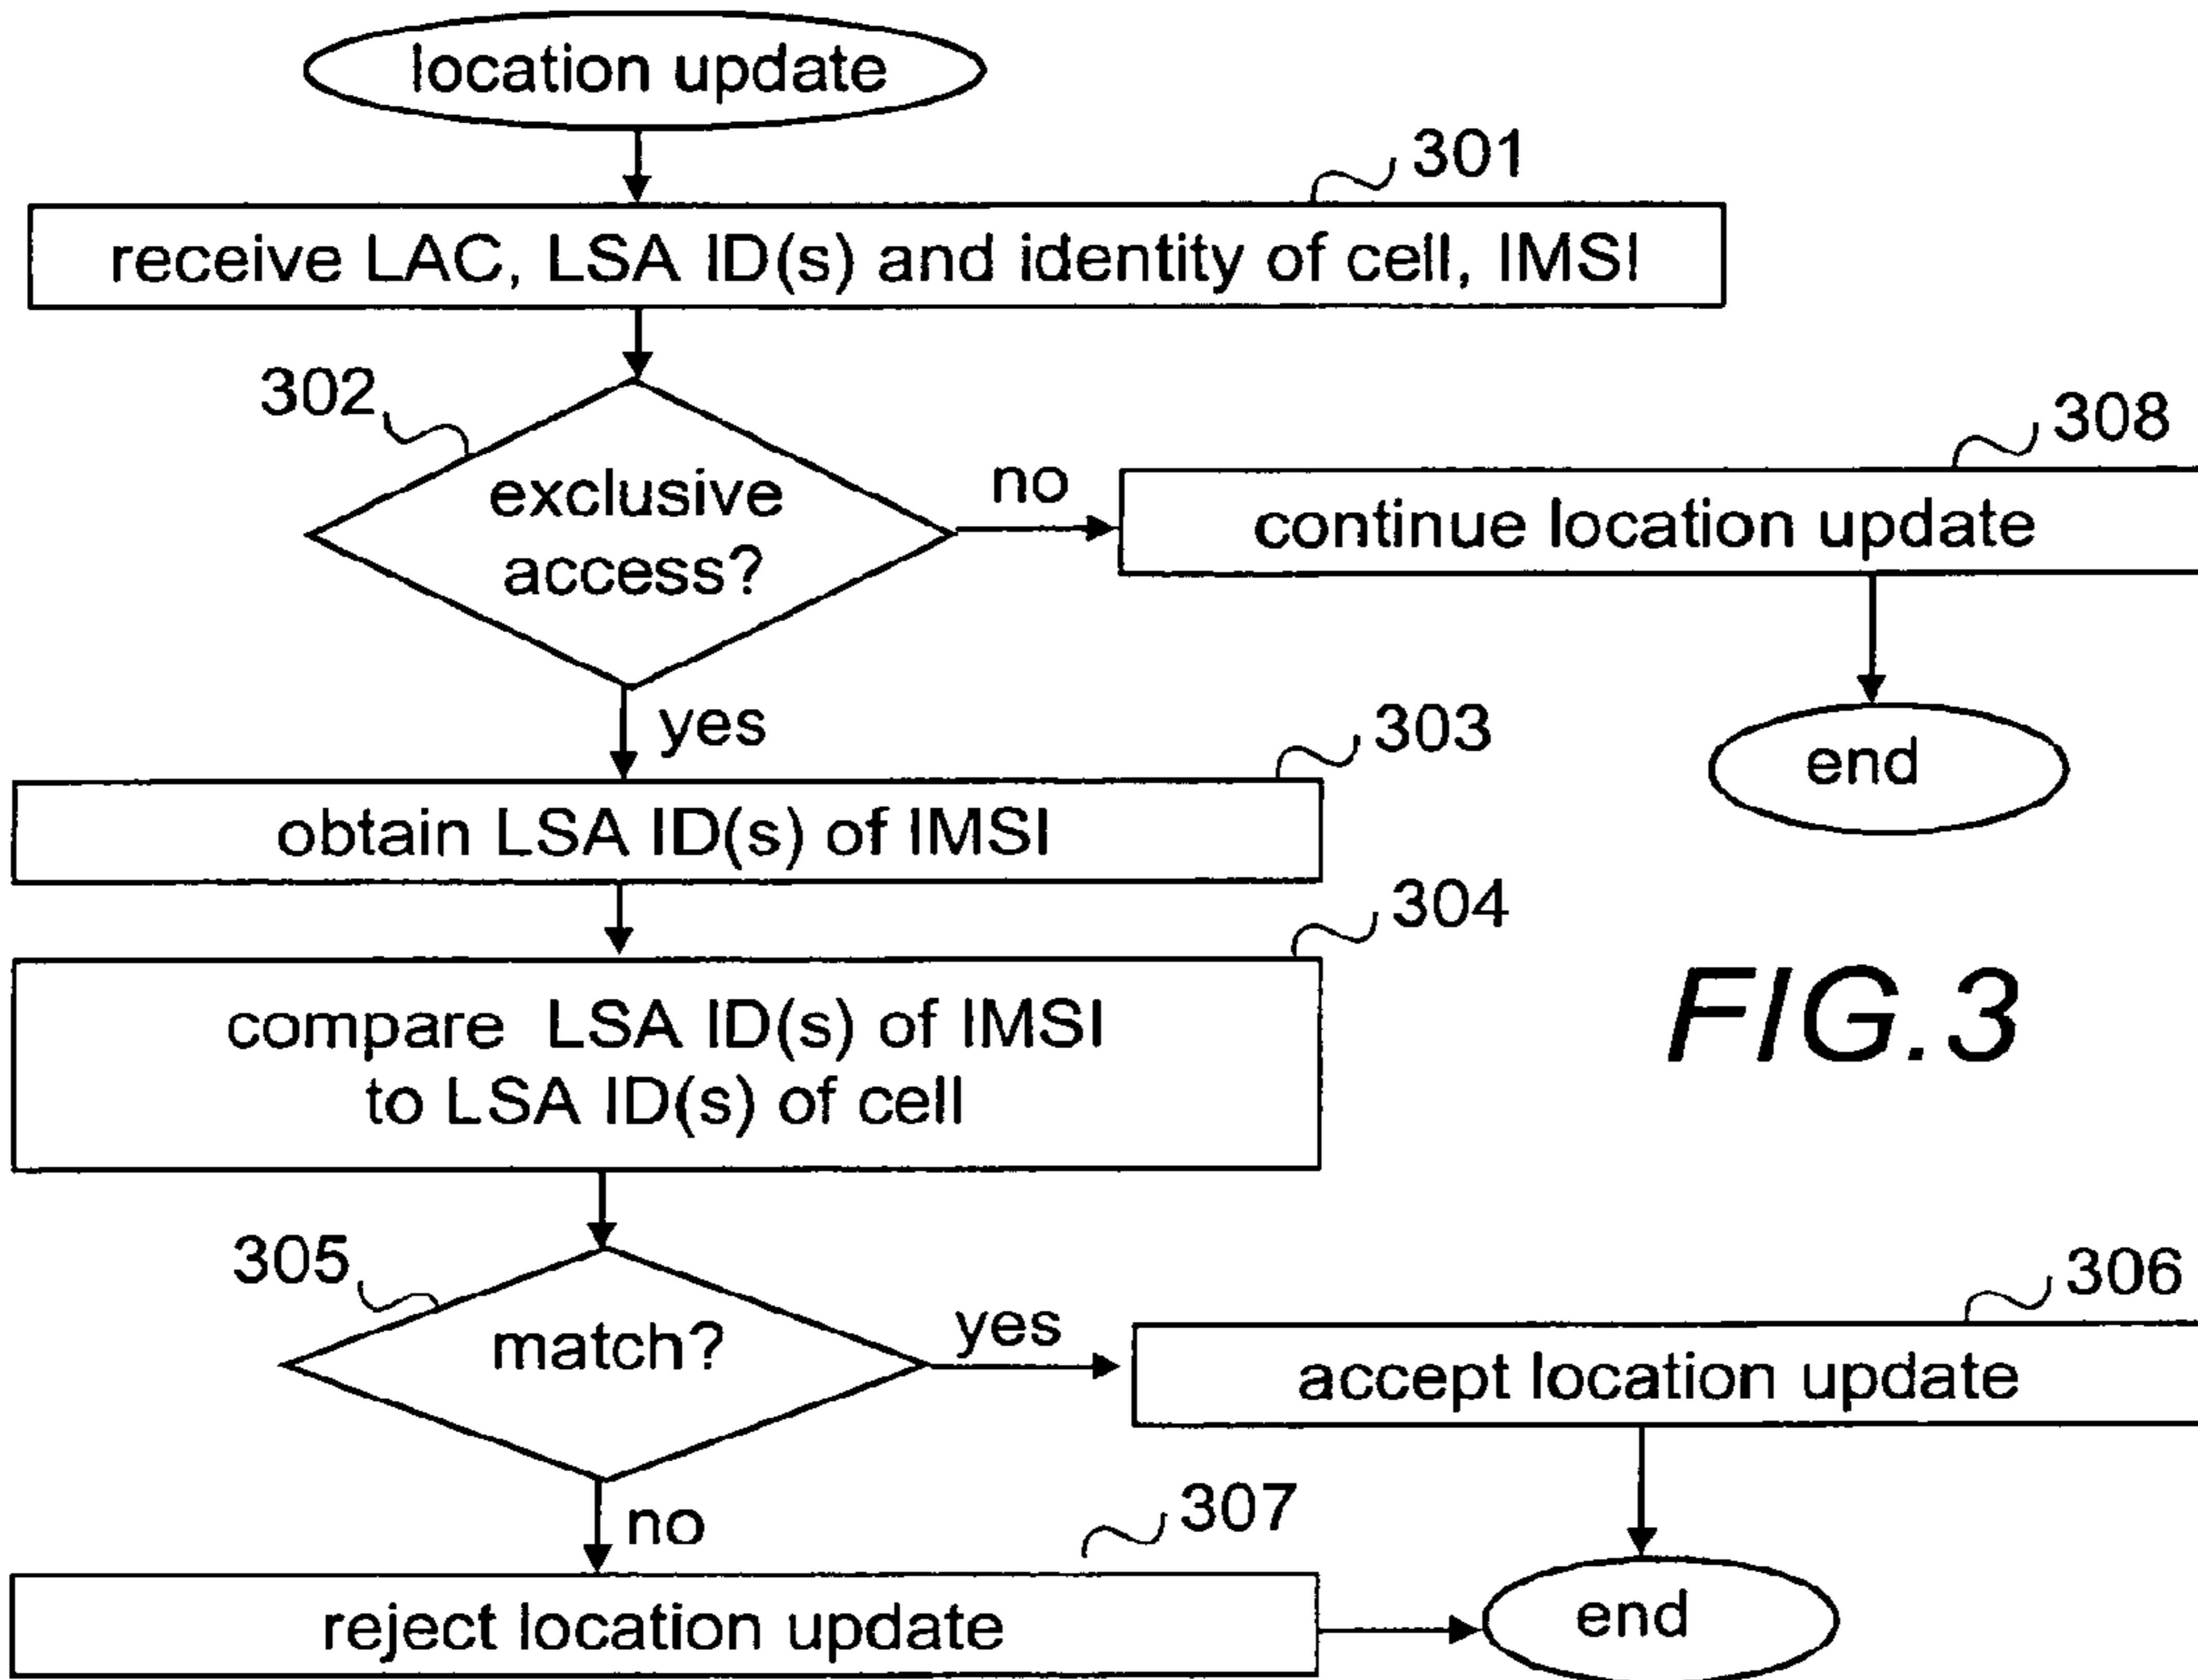 location update
301
receive LAC, LSA ID(s) and identity of cell, IMSI
302
exclusive
access?
no
308
continue location update
end
yes
303
obtain LSA ID(s) of IMSI
304
compare LSA ID(s) of IMSI
to LSA ID(s) of cell
FIG.3
305
match?
yes
306
accept location update
no
307
reject location update
end